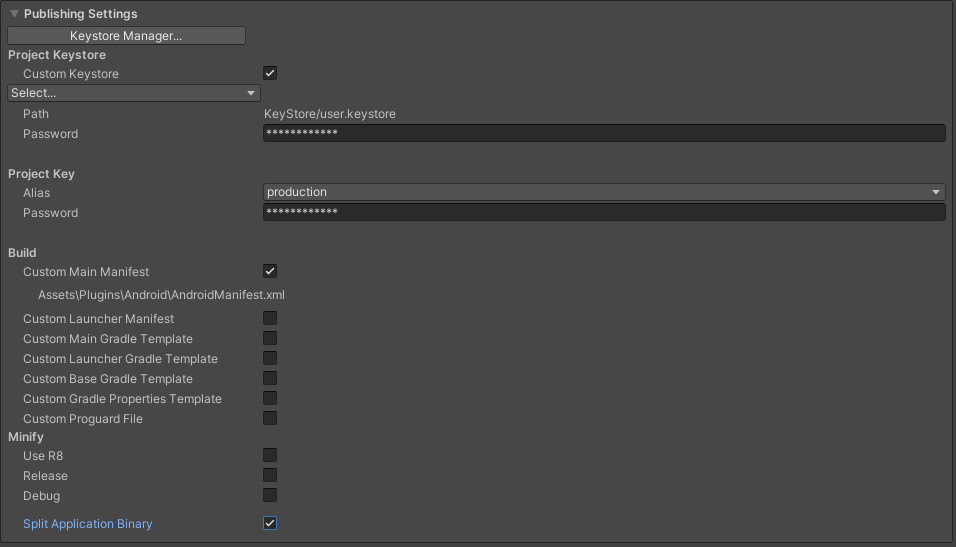 Publishing Settings
Keystore Manager...
Project Keystore
Custom Keystore
Select...
Path KeyStore/user.keystore
Password ************
Project Key
Alias production
Password ************
Build
Custom Main Manifest
Assets\Plugins\Android\AndroidManifest.xml
Custom Launcher Manifest
Custom Main Gradle Template
Custom Launcher Gradle Template
Custom Base Gradle Template
Custom Gradle Properties Template
Custom Proguard File
Minify
Use R8
Release
Debug
Split Application Binary